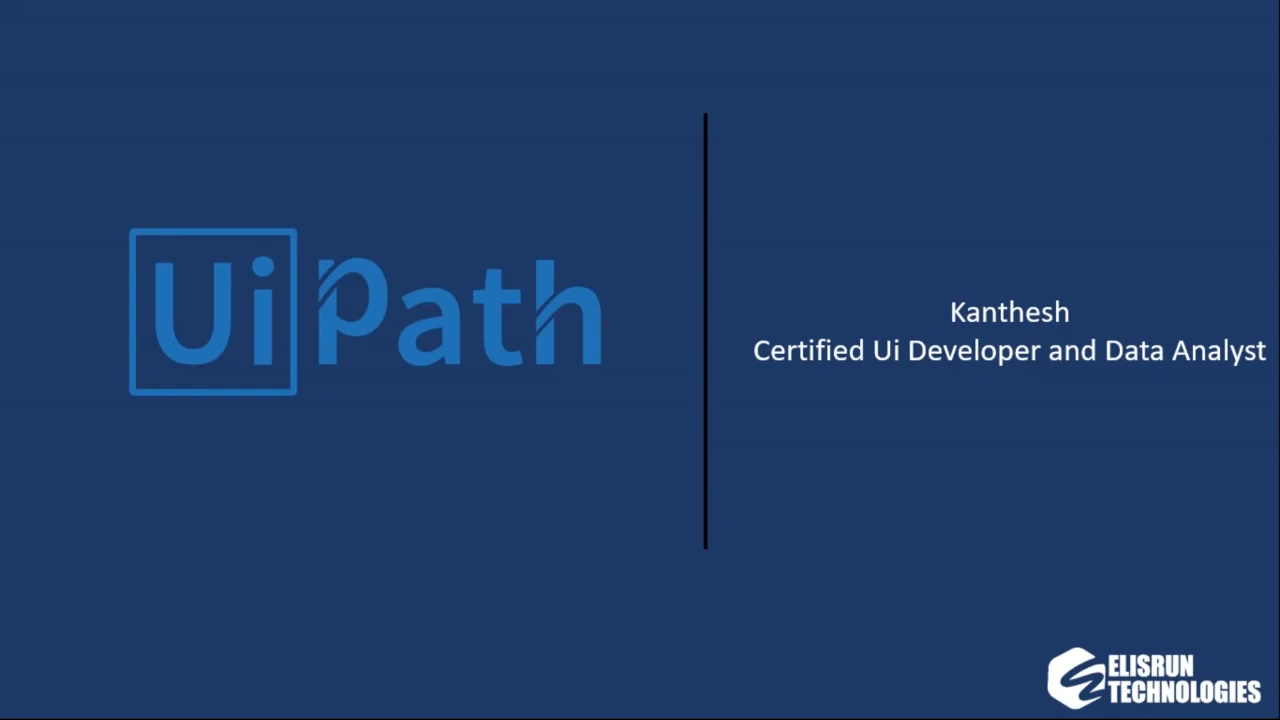 UiPath
Kanthesh
Certified Ui Developer and Data Analyst
ELISRUN
TECHNOLOGIES